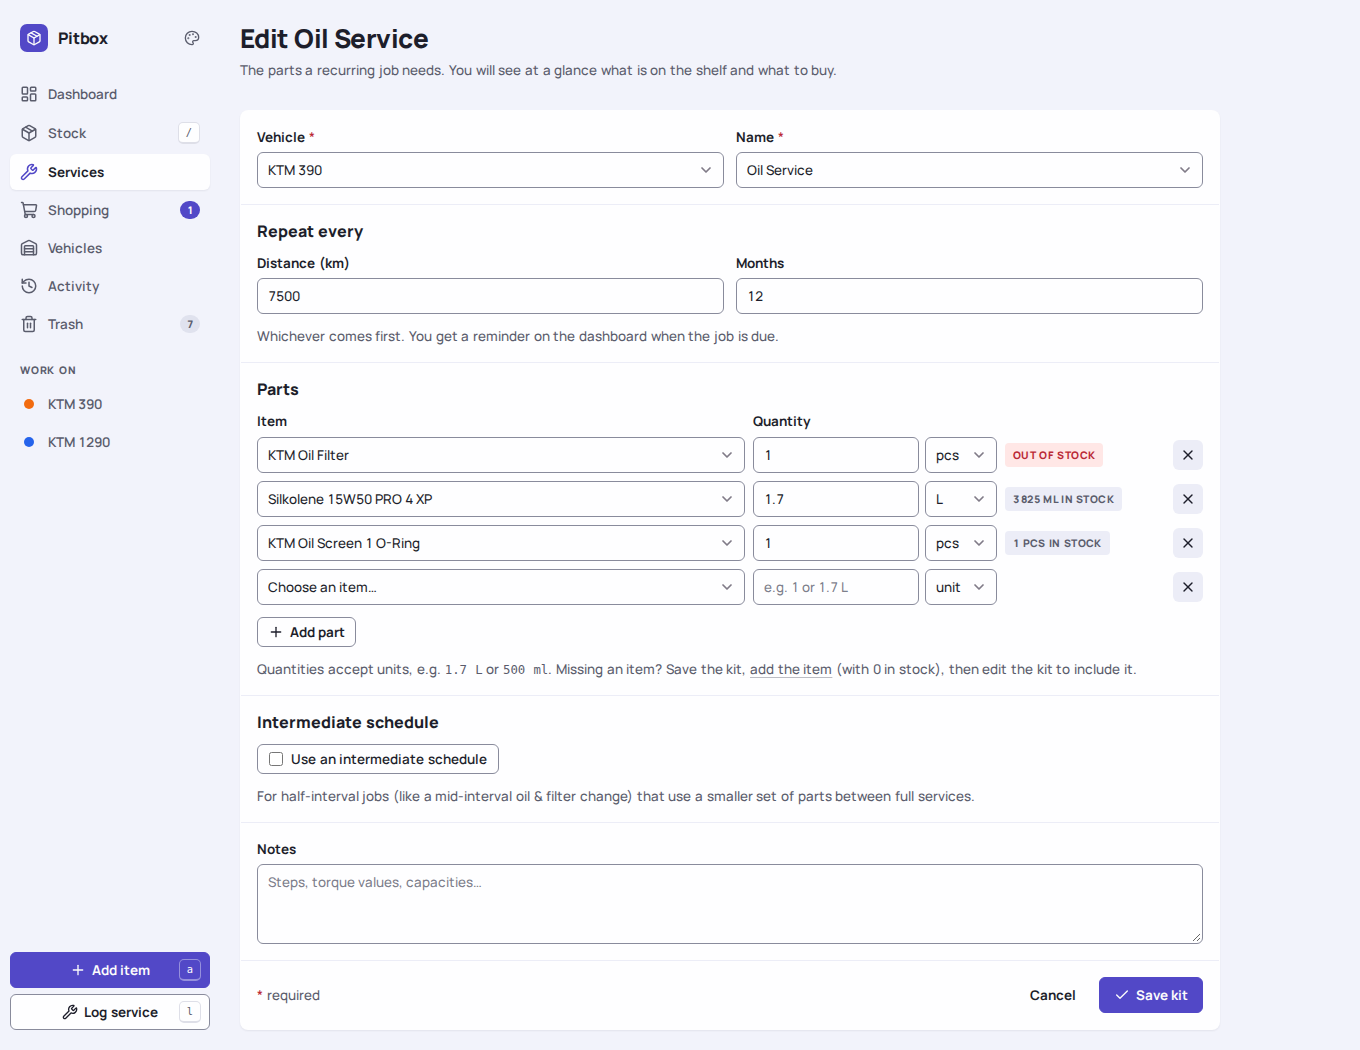 Pitbox
Dashboard
Stock /
Services
Shopping 1
Vehicles
Activity
Trash 7
WORK ON
KTM 390
KTM 1290
Add item a
Log service l
Edit Oil Service
The parts a recurring job needs. You will see at a glance what is on the shelf and what to buy.
Vehicle * Name *
KTM 390 Oil Service
Repeat every
Distance (km) Months
7500 12
Whichever comes first. You get a reminder on the dashboard when the job is due.
Parts
Item Quantity
KTM Oil Filter 1 pcs OUT OF STOCK
Silkolene 15W50 PRO 4 XP 1.7 L 3825 ML IN STOCK
KTM Oil Screen 1 O-Ring 1 pcs 1 PCS IN STOCK
Choose an item... e.g. 1 or 1.7 L unit
Add part
Quantities accept units, e.g. 1.7 L or 500 ml. Missing an item? Save the kit, add the item (with 0 in stock), then edit the kit to include it.
Intermediate schedule
Use an intermediate schedule
For half-interval jobs (like a mid-interval oil & filter change) that use a smaller set of parts between full services.
Notes
Steps, torque values, capacities...
* required Cancel Save kit